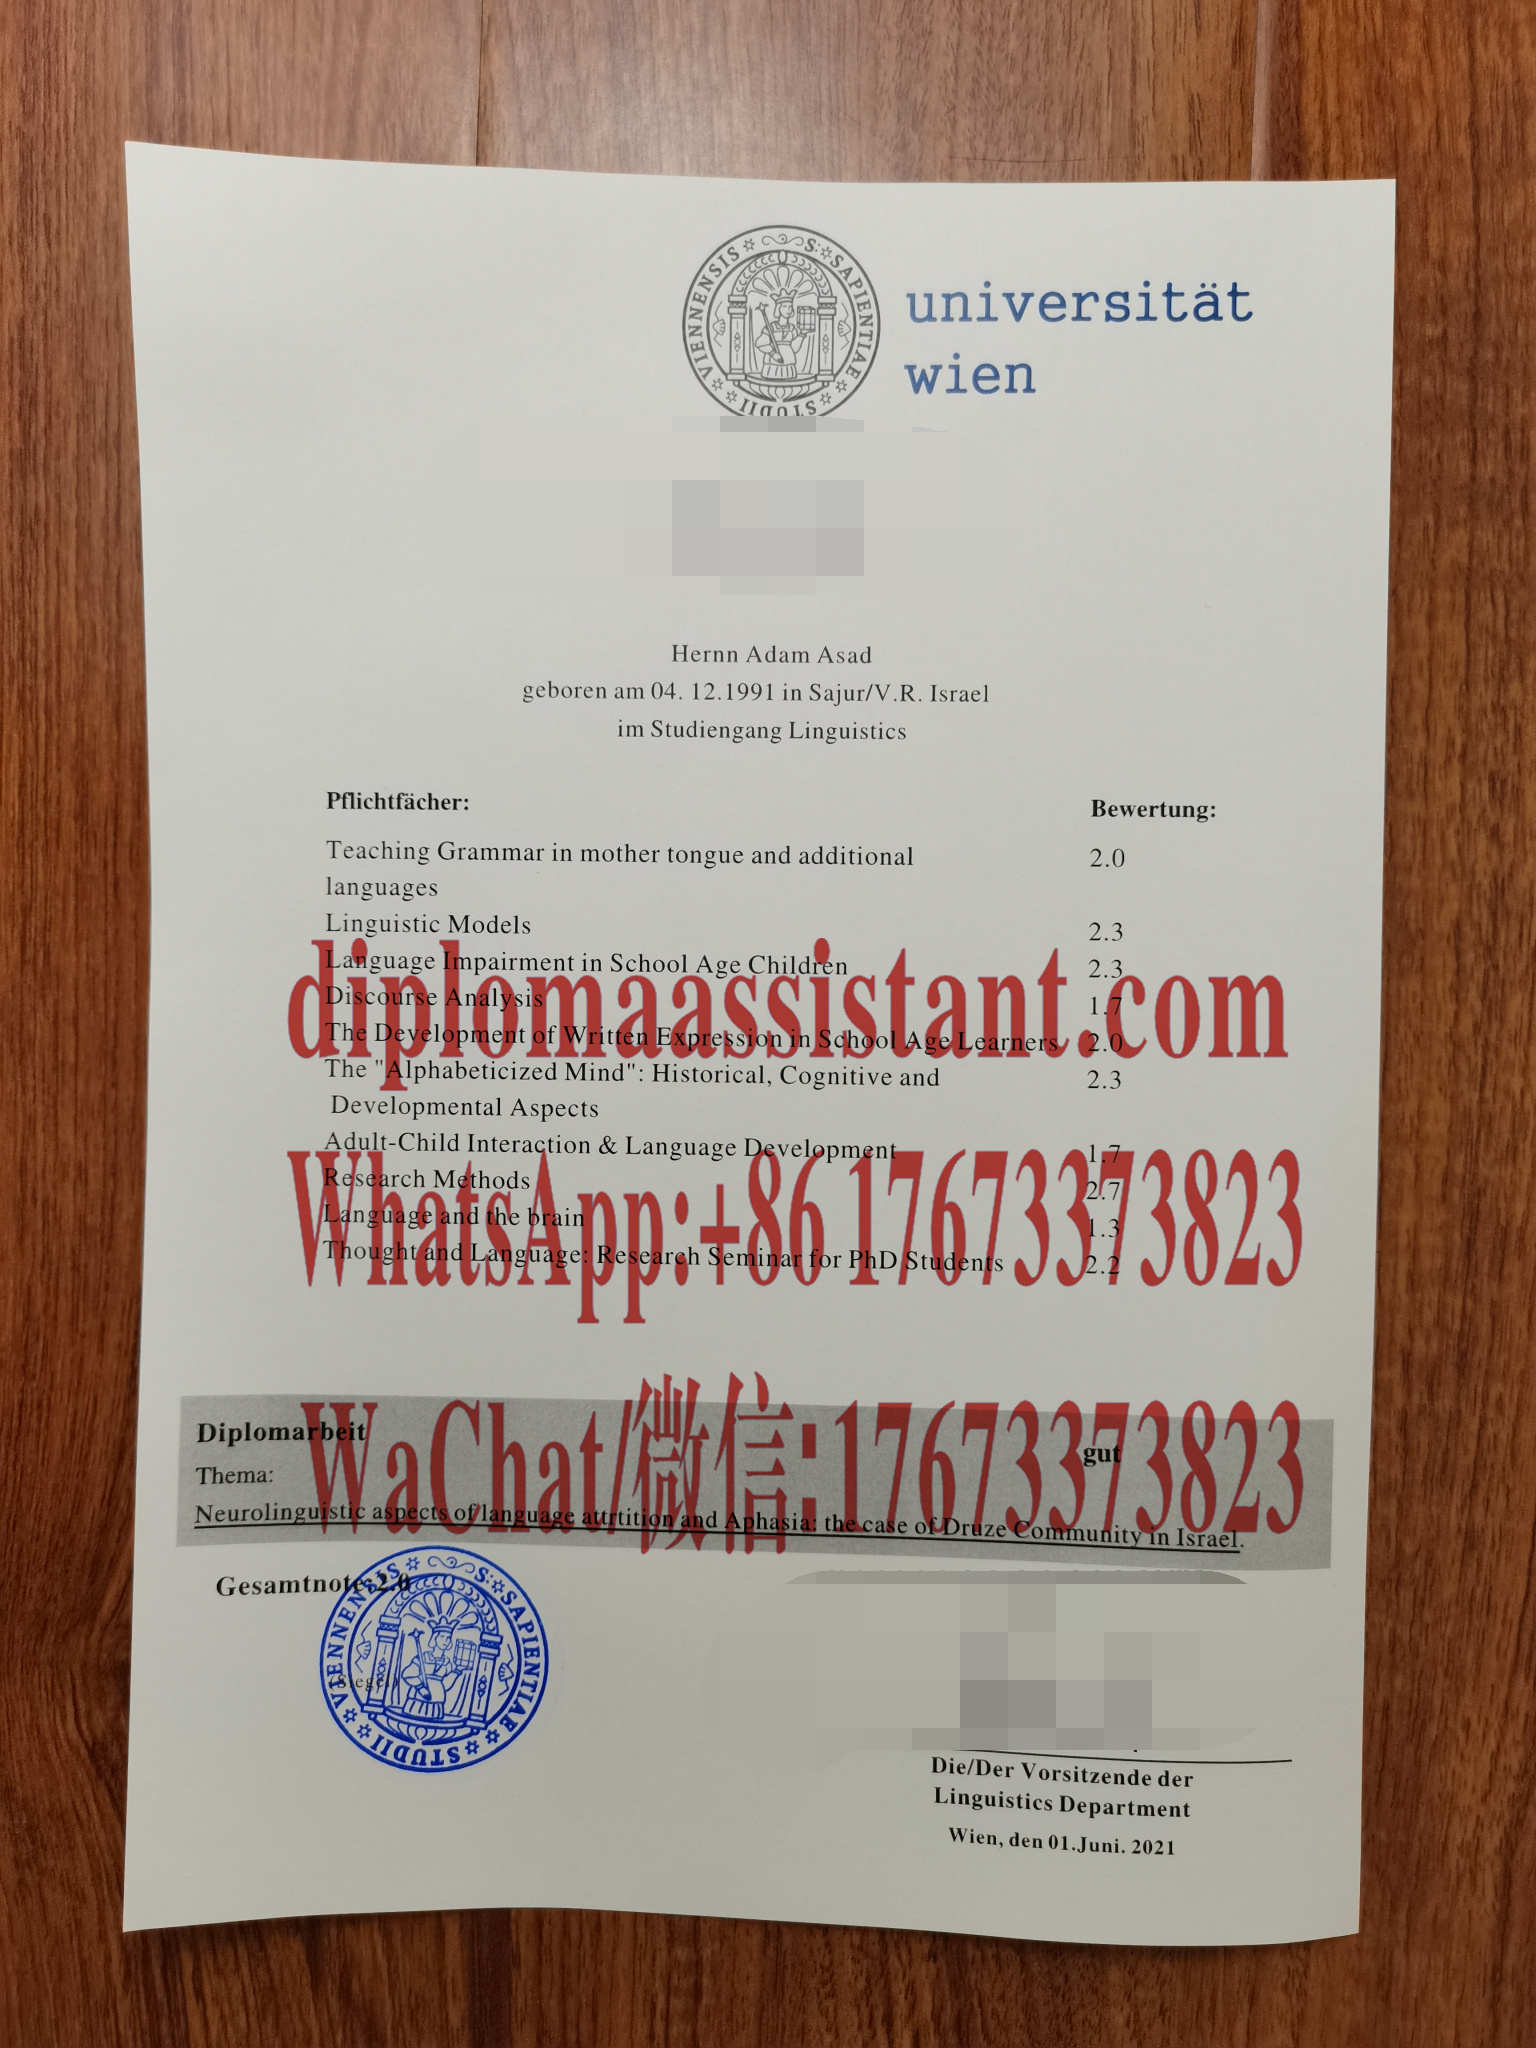 VIENNENSIS S: SAPIENTIAE STUDII
universität
wien
Hernn Adam Asad
geboren am 04. 12.1991 in Sajur/V.R. Israel
im Studiengang Linguistics
Pflichtfächer: Bewertung:
Teaching Grammar in mother tongue and additional 2.0
languages
Linguistic Models 2.3
Language Impairment in School Age Children 2.3
diplomaassistant.com
Discourse Analysis 1.7
The Development of Written Expression in School Age Learners 2.0
The "Alphabeticized Mind": Historical, Cognitive and 2.3
Developmental Aspects
Adult-Child Interaction & Language Development 1.7
Research Methods 2.7
WhatsApp:+86 17673373823
Language and the brain 1.3
Thought and Language: Research Seminar for PhD Students 2.2
Diplomarbeit gut
WaChat/微信:17673373823
Thema:
Neurolinguistic aspects of language attrtition and Aphasia: the case of Druze Community in Israel.
Gesamtnote:2.0
VIENNENSIS S: SAPIENTIAE STUDII
(Siegel)
Die/Der Vorsitzende der
Linguistics Department
Wien, den 01.Juni. 2021